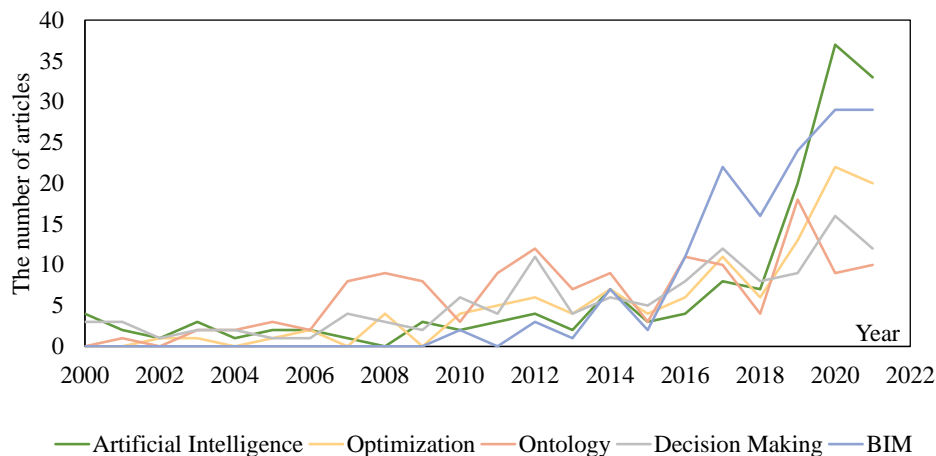 The number of articles
40
35
30
25
20
15
10
5
0
Year
2000 2002 2004 2006 2008 2010 2012 2014 2016 2018 2020 2022
Artificial Intelligence Optimization Ontology Decision Making BIM